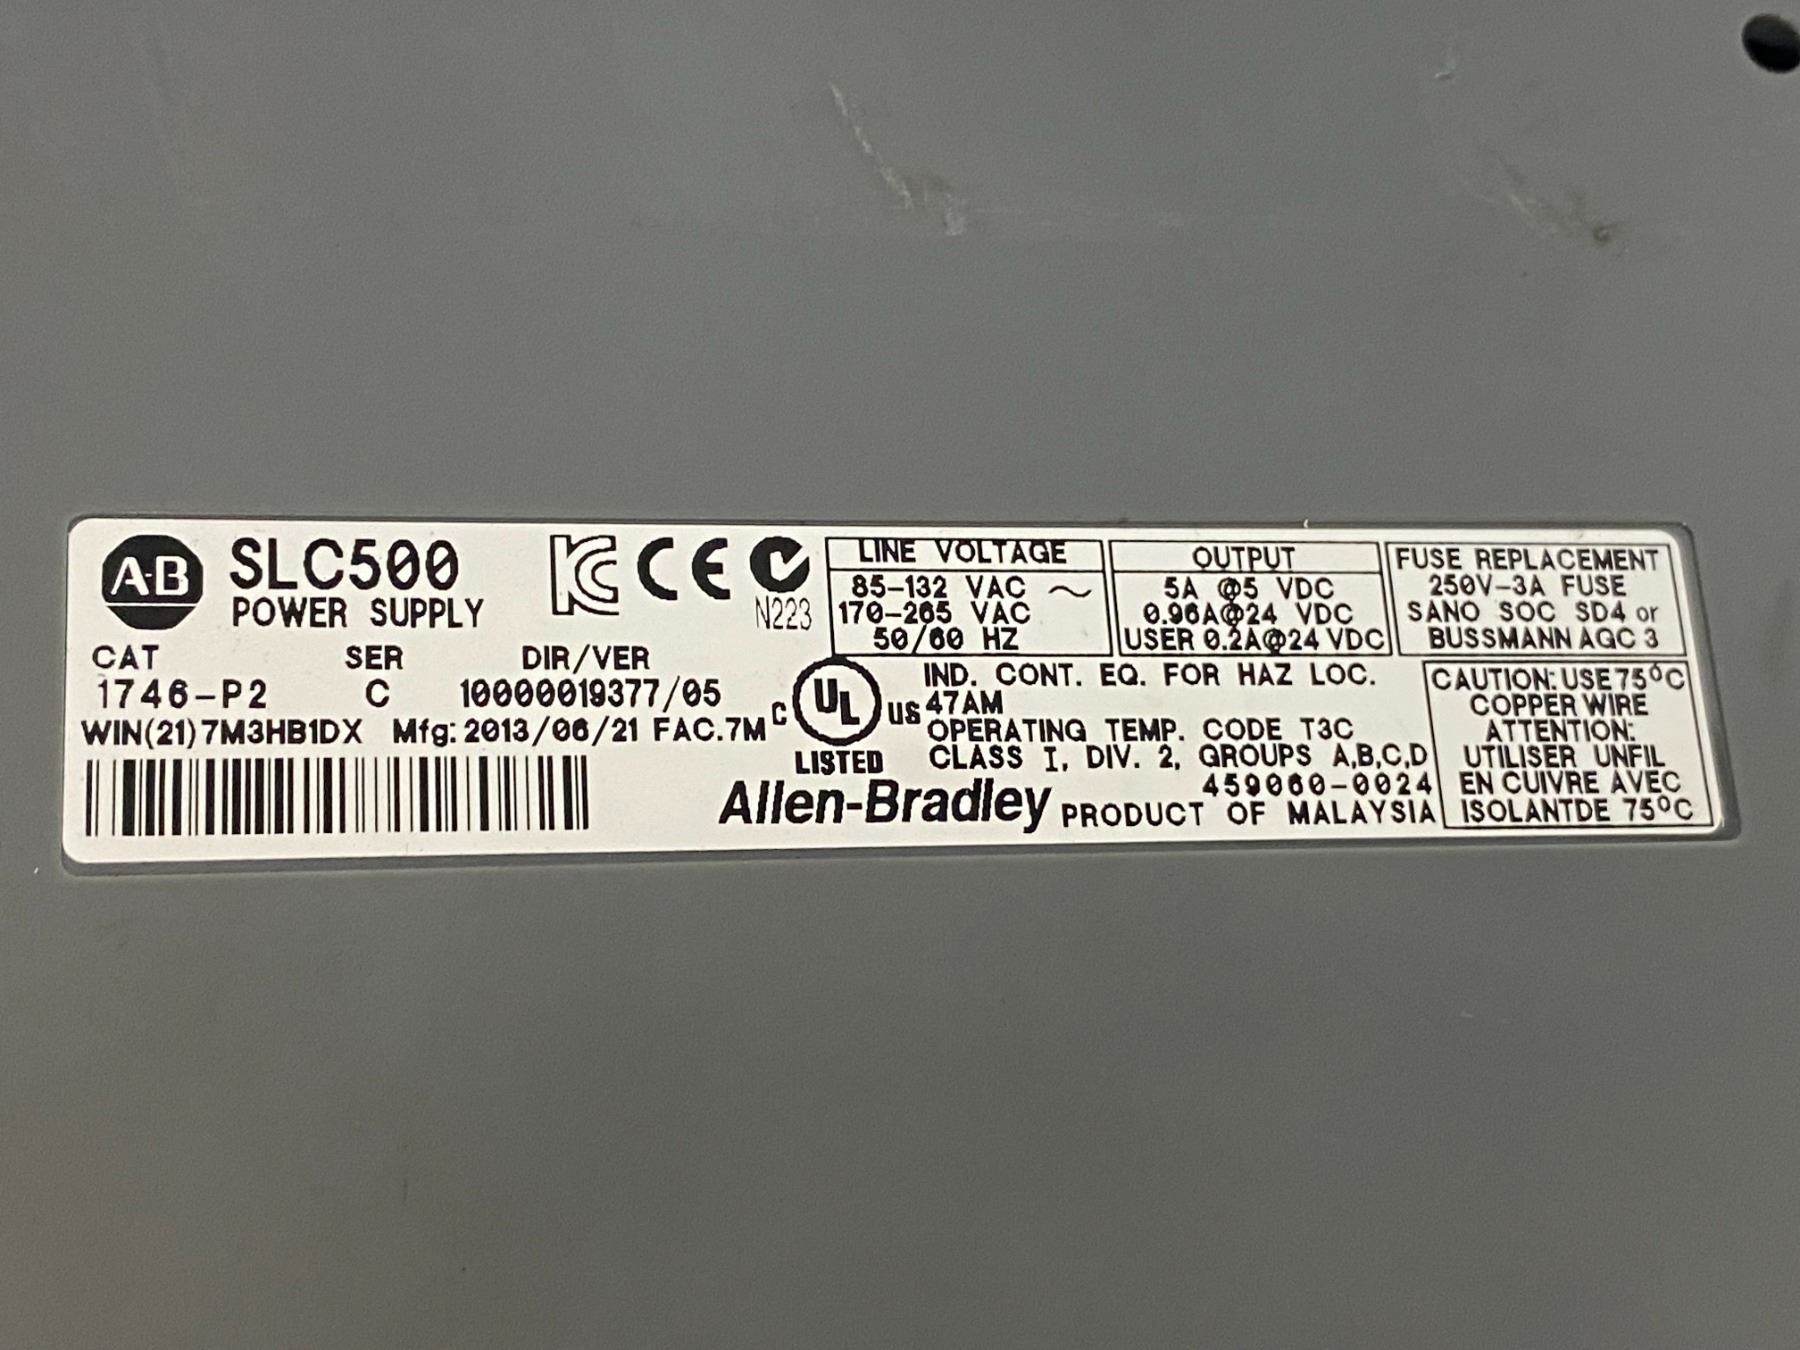 A-B SLC500
POWER SUPPLY
CAT SER DIR/VER
1746-P2 C 10000019377/05
WIN(21)7M3HB1DX Mfg: 2013/06/21 FAC.7M
KC CE
N223
LINE VOLTAGE
85-132 VAC ~
170-265 VAC
50/60 HZ
OUTPUT
5A @5 VDC
0.96A@24 VDC
USER 0.2A@24 VDC
FUSE REPLACEMENT
250V-3A FUSE
SANO SOC SD4 or
BUSSMANN AGC 3
C UL US
LISTED
IND. CONT. EQ. FOR HAZ LOC.
47AM
OPERATING TEMP. CODE T3C
CLASS I, DIV. 2, GROUPS A,B,C,D
459060-0024
Allen-Bradley PRODUCT OF MALAYSIA
CAUTION: USE 75°C
COPPER WIRE
ATTENTION:
UTILISER UNFIL
EN CUIVRE AVEC
ISOLANTDE 75°C